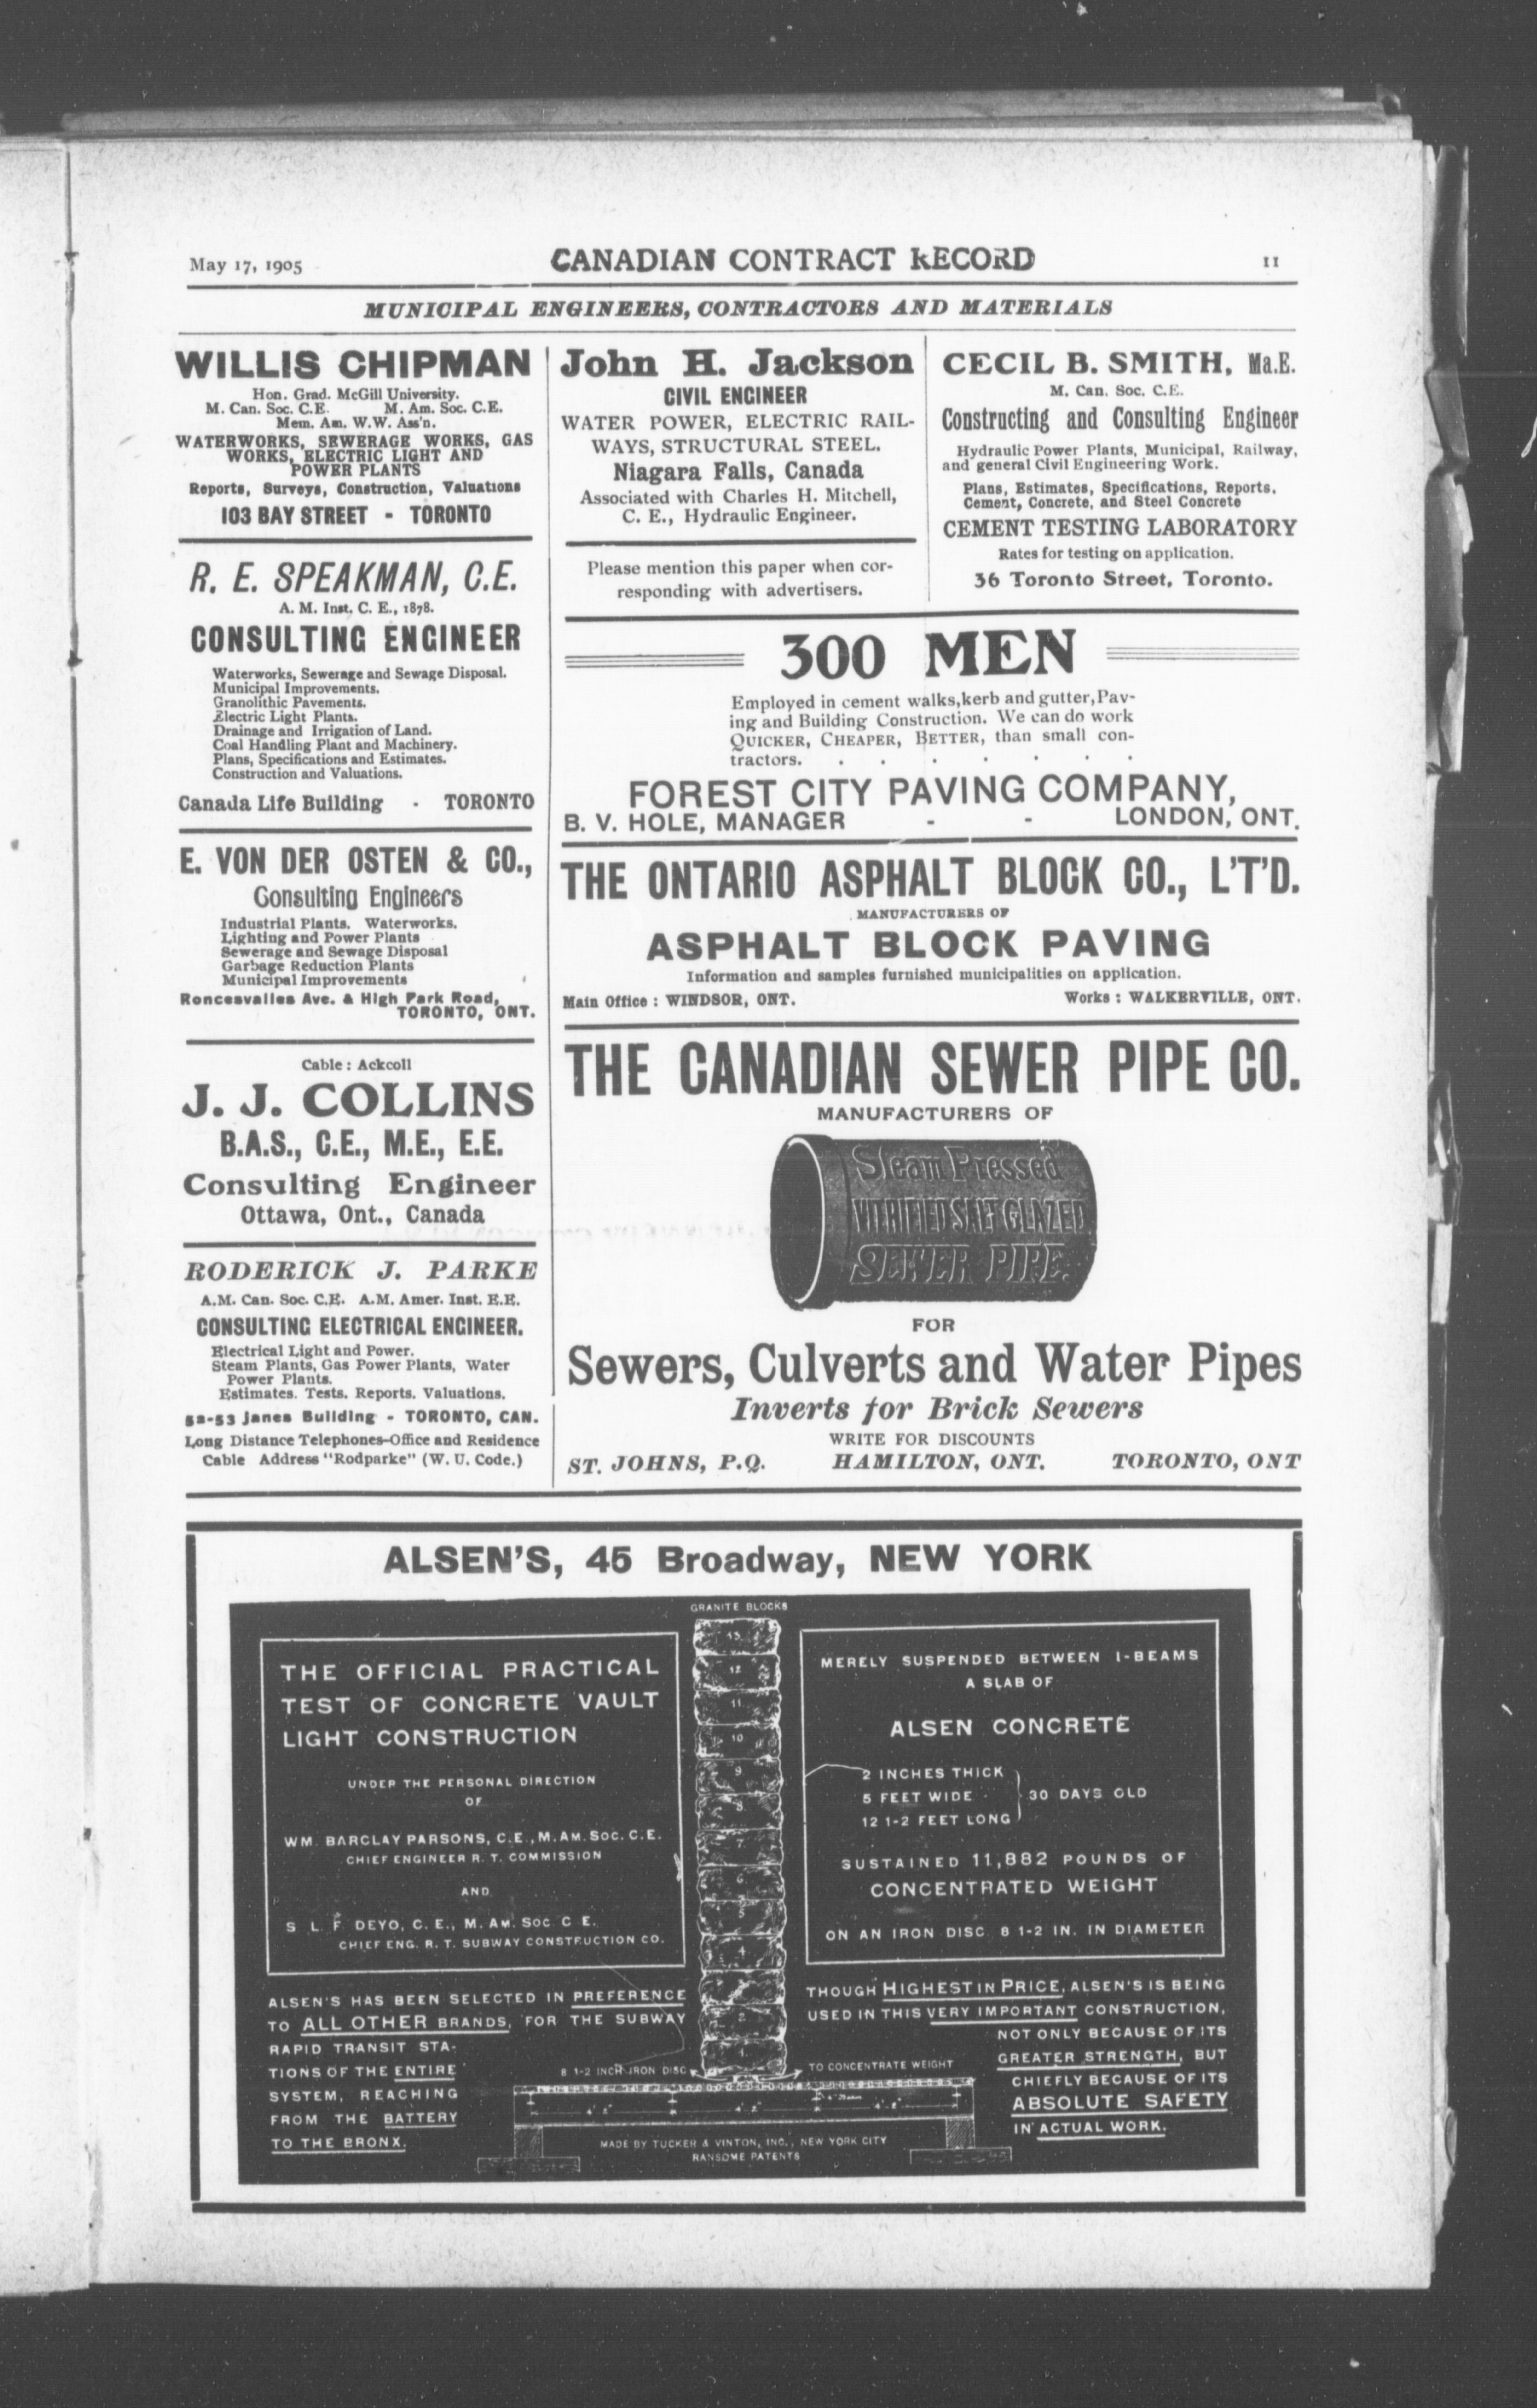 May 17, 1905
CANADIAN CONTRACT RECORD
11
MUNICIPAL ENGINEERS, CONTRACTORS AND MATERIALS
WILLIS CHIPMAN
Hon. Grad. McGill University.
M. Can. Soc. C.E. M. Am. Soc. C.E.
Mem. Am. W.W. Ass'n.
WATERWORKS, SEWERAGE WORKS, GAS
WORKS, ELECTRIC LIGHT AND
POWER PLANTS
Reports, Surveys, Construction, Valuations
103 BAY STREET - TORONTO
R. E. SPEAKMAN, C.E.
A. M. Inst. C. E., 1878.
CONSULTING ENGINEER
Waterworks, Sewerage and Sewage Disposal.
Municipal Improvements.
Granolithic Pavements.
Electric Light Plants.
Drainage and Irrigation of Land.
Coal Handling Plant and Machinery.
Plans, Specifications and Estimates.
Construction and Valuations.
Canada Life Building - TORONTO
E. VON DER OSTEN & CO.,
Consulting Engineers
Industrial Plants. Waterworks.
Lighting and Power Plants
Sewerage and Sewage Disposal
Garbage Reduction Plants
Municipal Improvements
Roncesvalles Ave. & High Park Road,
TORONTO, ONT.
Cable : Ackcoll
J. J. COLLINS
B.A.S., C.E., M.E., E.E.
Consulting Engineer
Ottawa, Ont., Canada
RODERICK J. PARKE
A.M. Can. Soc. C.E. A.M. Amer. Inst. E.E.
CONSULTING ELECTRICAL ENGINEER.
Electrical Light and Power.
Steam Plants, Gas Power Plants, Water
Power Plants.
Estimates. Tests. Reports. Valuations.
52-53 Janes Building - TORONTO, CAN.
Long Distance Telephones-Office and Residence
Cable Address "Rodparke" (W. U. Code.)
John H. Jackson
CIVIL ENGINEER
WATER POWER, ELECTRIC RAIL-
WAYS, STRUCTURAL STEEL.
Niagara Falls, Canada
Associated with Charles H. Mitchell,
C. E., Hydraulic Engineer.
Please mention this paper when cor-
responding with advertisers.
CECIL B. SMITH, Ma.E.
M. Can. Soc. C.E.
Constructing and Consulting Engineer
Hydraulic Power Plants, Municipal, Railway,
and general Civil Engineering Work.
Plans, Estimates, Specifications, Reports.
Cement, Concrete, and Steel Concrete
CEMENT TESTING LABORATORY
Rates for testing on application.
36 Toronto Street, Toronto.
300 MEN
Employed in cement walks, kerb and gutter, Pav-
ing and Building Construction. We can do work
QUICKER, CHEAPER, BETTER, than small con-
tractors. . . . . . . .
FOREST CITY PAVING COMPANY,
B. V. HOLE, MANAGER - - LONDON, ONT.
THE ONTARIO ASPHALT BLOCK CO., L'T'D.
MANUFACTURERS OF
ASPHALT BLOCK PAVING
Information and samples furnished municipalities on application.
Main Office : WINDSOR, ONT. Works : WALKERVILLE, ONT.
THE CANADIAN SEWER PIPE CO.
MANUFACTURERS OF
Steam Pressed
VITRIFIED SALT GLAZED
SEWER PIPE.
FOR
Sewers, Culverts and Water Pipes
Inverts for Brick Sewers
WRITE FOR DISCOUNTS
ST. JOHNS, P.Q. HAMILTON, ONT. TORONTO, ONT
ALSEN'S, 45 Broadway, NEW YORK
GRANITE BLOCKS
THE OFFICIAL PRACTICAL
TEST OF CONCRETE VAULT
LIGHT CONSTRUCTION
UNDER THE PERSONAL DIRECTION
OF
WM. BARCLAY PARSONS, C.E., M.AM.SOC.C.E.
CHIEF ENGINEER R. T. COMMISSION
AND
S L. F. DEYO, C. E., M. AM. SOC C E.
CHIEF ENG. R. T. SUBWAY CONSTRUCTION CO.
ALSEN'S HAS BEEN SELECTED IN PREFERENCE
TO ALL OTHER BRANDS, FOR THE SUBWAY
RAPID TRANSIT STA-
TIONS OF THE ENTIRE
SYSTEM, REACHING
FROM THE BATTERY
TO THE BRONX.
13
12
11
10
9
8
7
6
5
4
3
2
1
MERELY SUSPENDED BETWEEN I-BEAMS
A SLAB OF
ALSEN CONCRETE
2 INCHES THICK
5 FEET WIDE
12 1-2 FEET LONG
30 DAYS OLD
SUSTAINED 11,882 POUNDS OF
CONCENTRATED WEIGHT
ON AN IRON DISC 8 1-2 IN. IN DIAMETER
THOUGH HIGHEST IN PRICE, ALSEN'S IS BEING
USED IN THIS VERY IMPORTANT CONSTRUCTION,
NOT ONLY BECAUSE OF ITS
GREATER STRENGTH, BUT
CHIEFLY BECAUSE OF ITS
ABSOLUTE SAFETY
IN ACTUAL WORK.
8 1-2 INCH IRON DISC
TO CONCENTRATE WEIGHT
4' 2" 4' 2" 4' 2"
MADE BY TUCKER & VINTON, INC., NEW YORK CITY
RANSOME PATENTS